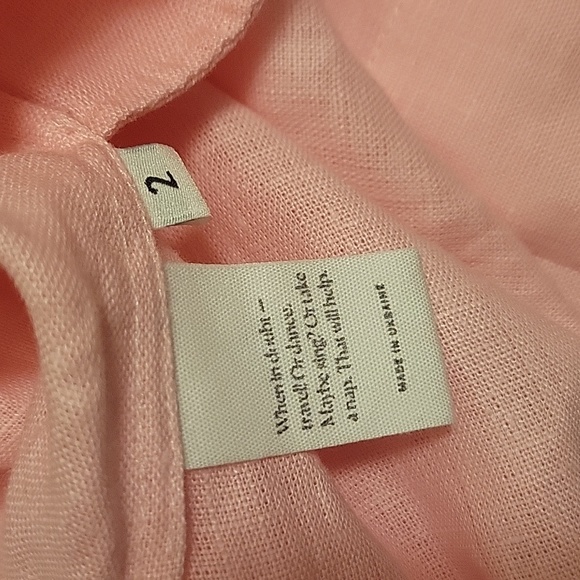 2
When in doubt —
travel! Or dance.
Maybe sing? Or take
a nap. That will help.
MADE IN UKRAINE